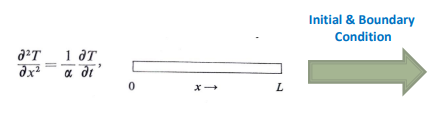 ∂²T/∂x² = 1/α ∂T/∂t,
0 x → L
Initial & Boundary
Condition